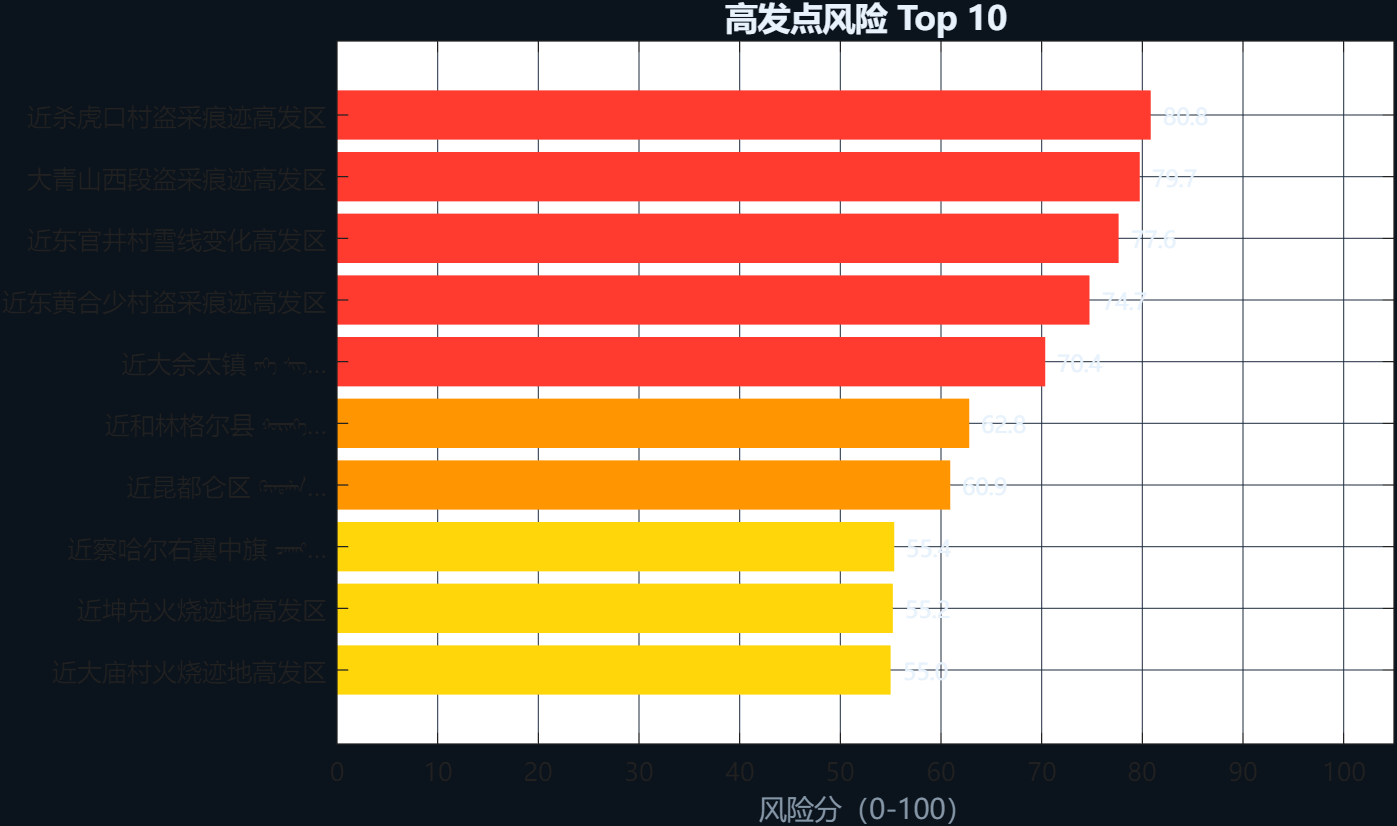 高发点风险 Top 10
近杀虎口村盗采痕迹高发区 80.8
大青山西段盗采痕迹高发区 79.7
近东官井村雪线变化高发区 77.6
近东黄合少村盗采痕迹高发区 74.7
近大佘太镇 ... 70.4
近和林格尔县 ... 62.8
近昆都仑区 ... 60.9
近察哈尔右翼中旗 ... 55.4
近坤兑火烧迹地高发区 55.2
近大庙村火烧迹地高发区 55.0
0 10 20 30 40 50 60 70 80 90 100
风险分（0-100）